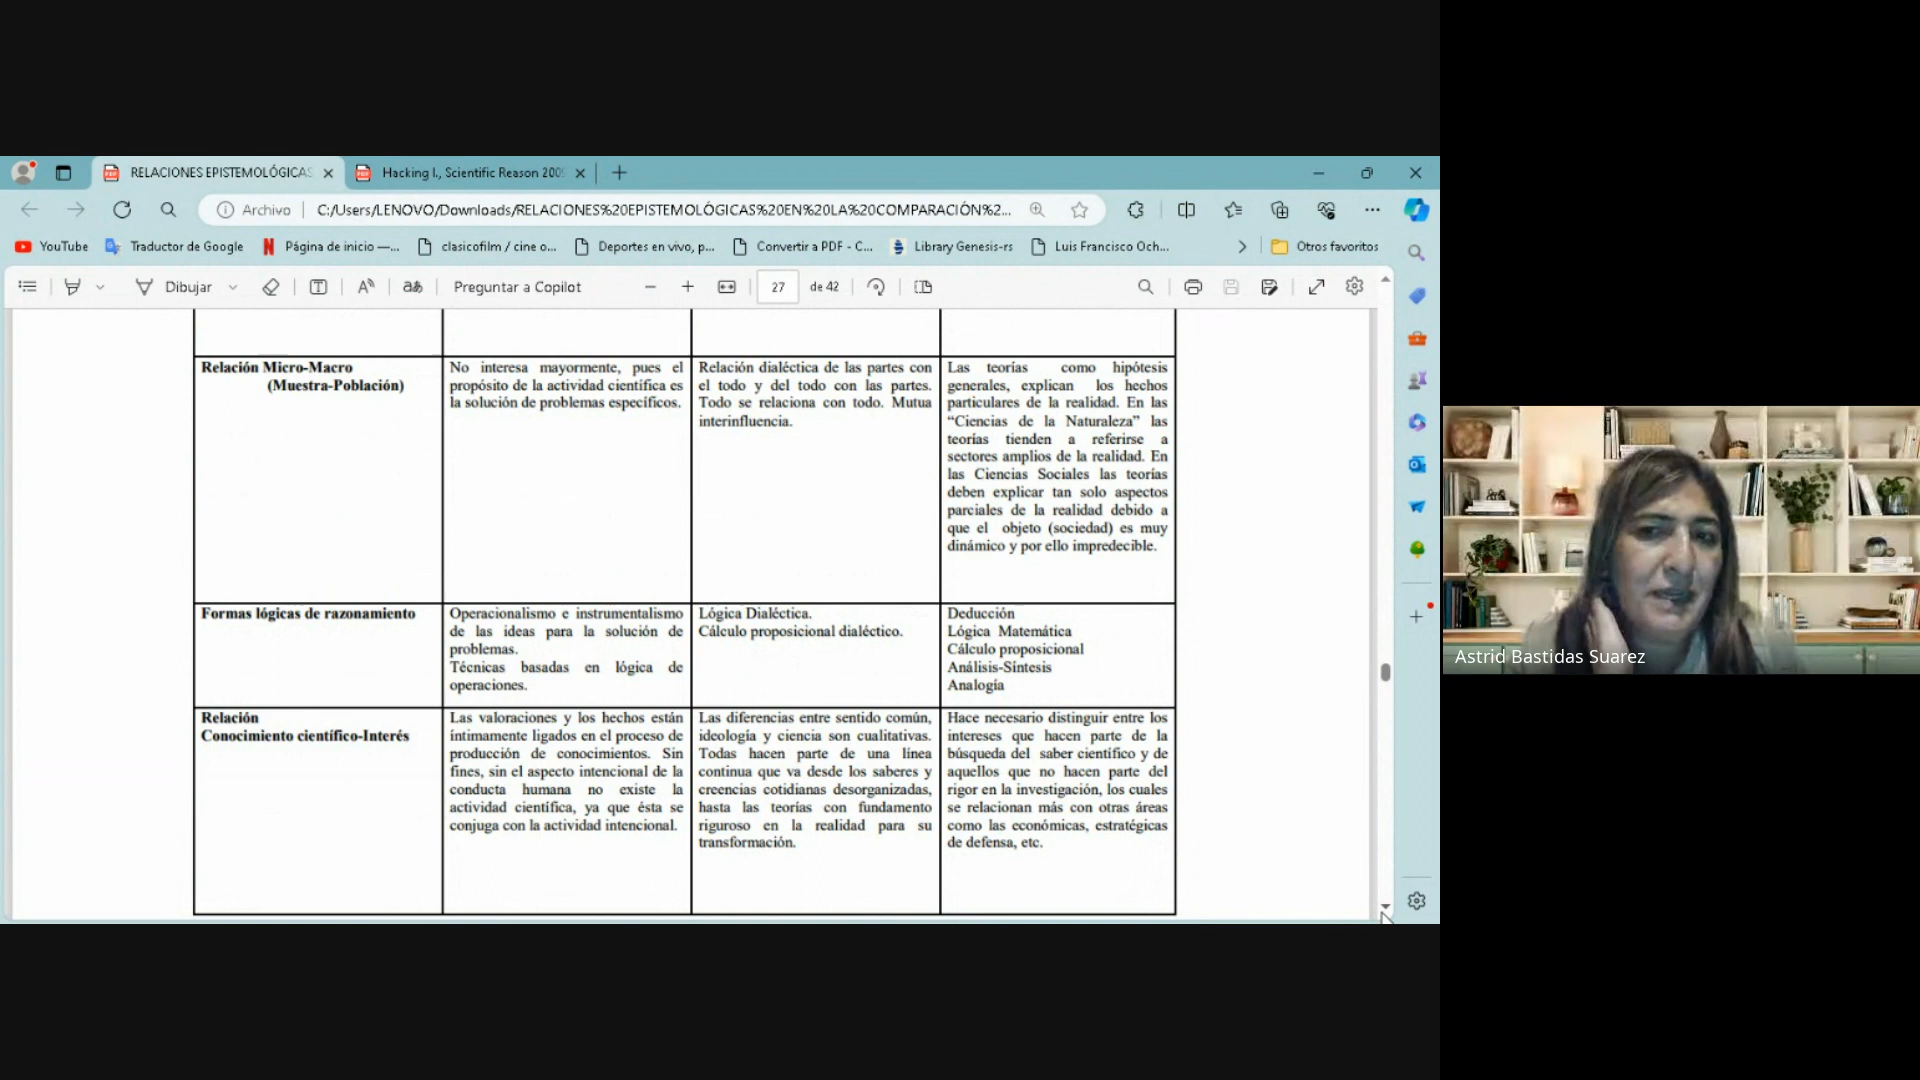 RELACIONES EPISTEMOLÓGICAS
Hacking I., Scientific Reason 200
Archivo
C:/Users/LENOVO/Downloads/RELACIONES%20EPISTEMOLÓGICAS%20EN%20LA%20COMPARACIÓN%2...
YouTube
Traductor de Google
Página de inicio —...
clasicofilm / cine o...
Deportes en vivo, p...
Convertir a PDF - C...
Library Genesis-rs
Luis Francisco Och...
Otros favoritos
Dibujar
aあ
Preguntar a Copilot
27
de 42
Relación Micro-Macro
(Muestra-Población)
No interesa mayormente, pues el
propósito de la actividad científica es
la solución de problemas específicos.
Relación dialéctica de las partes con
el todo y del todo con las partes.
Todo se relaciona con todo. Mutua
interinfluencia.
Las teorías como hipótesis
generales, explican los hechos
particulares de la realidad. En las
“Ciencias de la Naturaleza” las
teorías tienden a referirse a
sectores amplios de la realidad. En
las Ciencias Sociales las teorías
deben explicar tan solo aspectos
parciales de la realidad debido a
que el objeto (sociedad) es muy
dinámico y por ello impredecible.
Formas lógicas de razonamiento
Operacionalismo e instrumentalismo
de las ideas para la solución de
problemas.
Técnicas basadas en lógica de
operaciones.
Lógica Dialéctica.
Cálculo proposicional dialéctico.
Deducción
Lógica Matemática
Cálculo proposicional
Análisis-Síntesis
Analogía
Relación
Conocimiento científico-Interés
Las valoraciones y los hechos están
íntimamente ligados en el proceso de
producción de conocimientos. Sin
fines, sin el aspecto intencional de la
conducta humana no existe la
actividad científica, ya que ésta se
conjuga con la actividad intencional.
Las diferencias entre sentido común,
ideología y ciencia son cualitativas.
Todas hacen parte de una línea
continua que va desde los saberes y
creencias cotidianas desorganizadas,
hasta las teorías con fundamento
riguroso en la realidad para su
transformación.
Hace necesario distinguir entre los
intereses que hacen parte de la
búsqueda del saber científico y de
aquellos que no hacen parte del
rigor en la investigación, los cuales
se relacionan más con otras áreas
como las económicas, estratégicas
de defensa, etc.
Astrid Bastidas Suarez